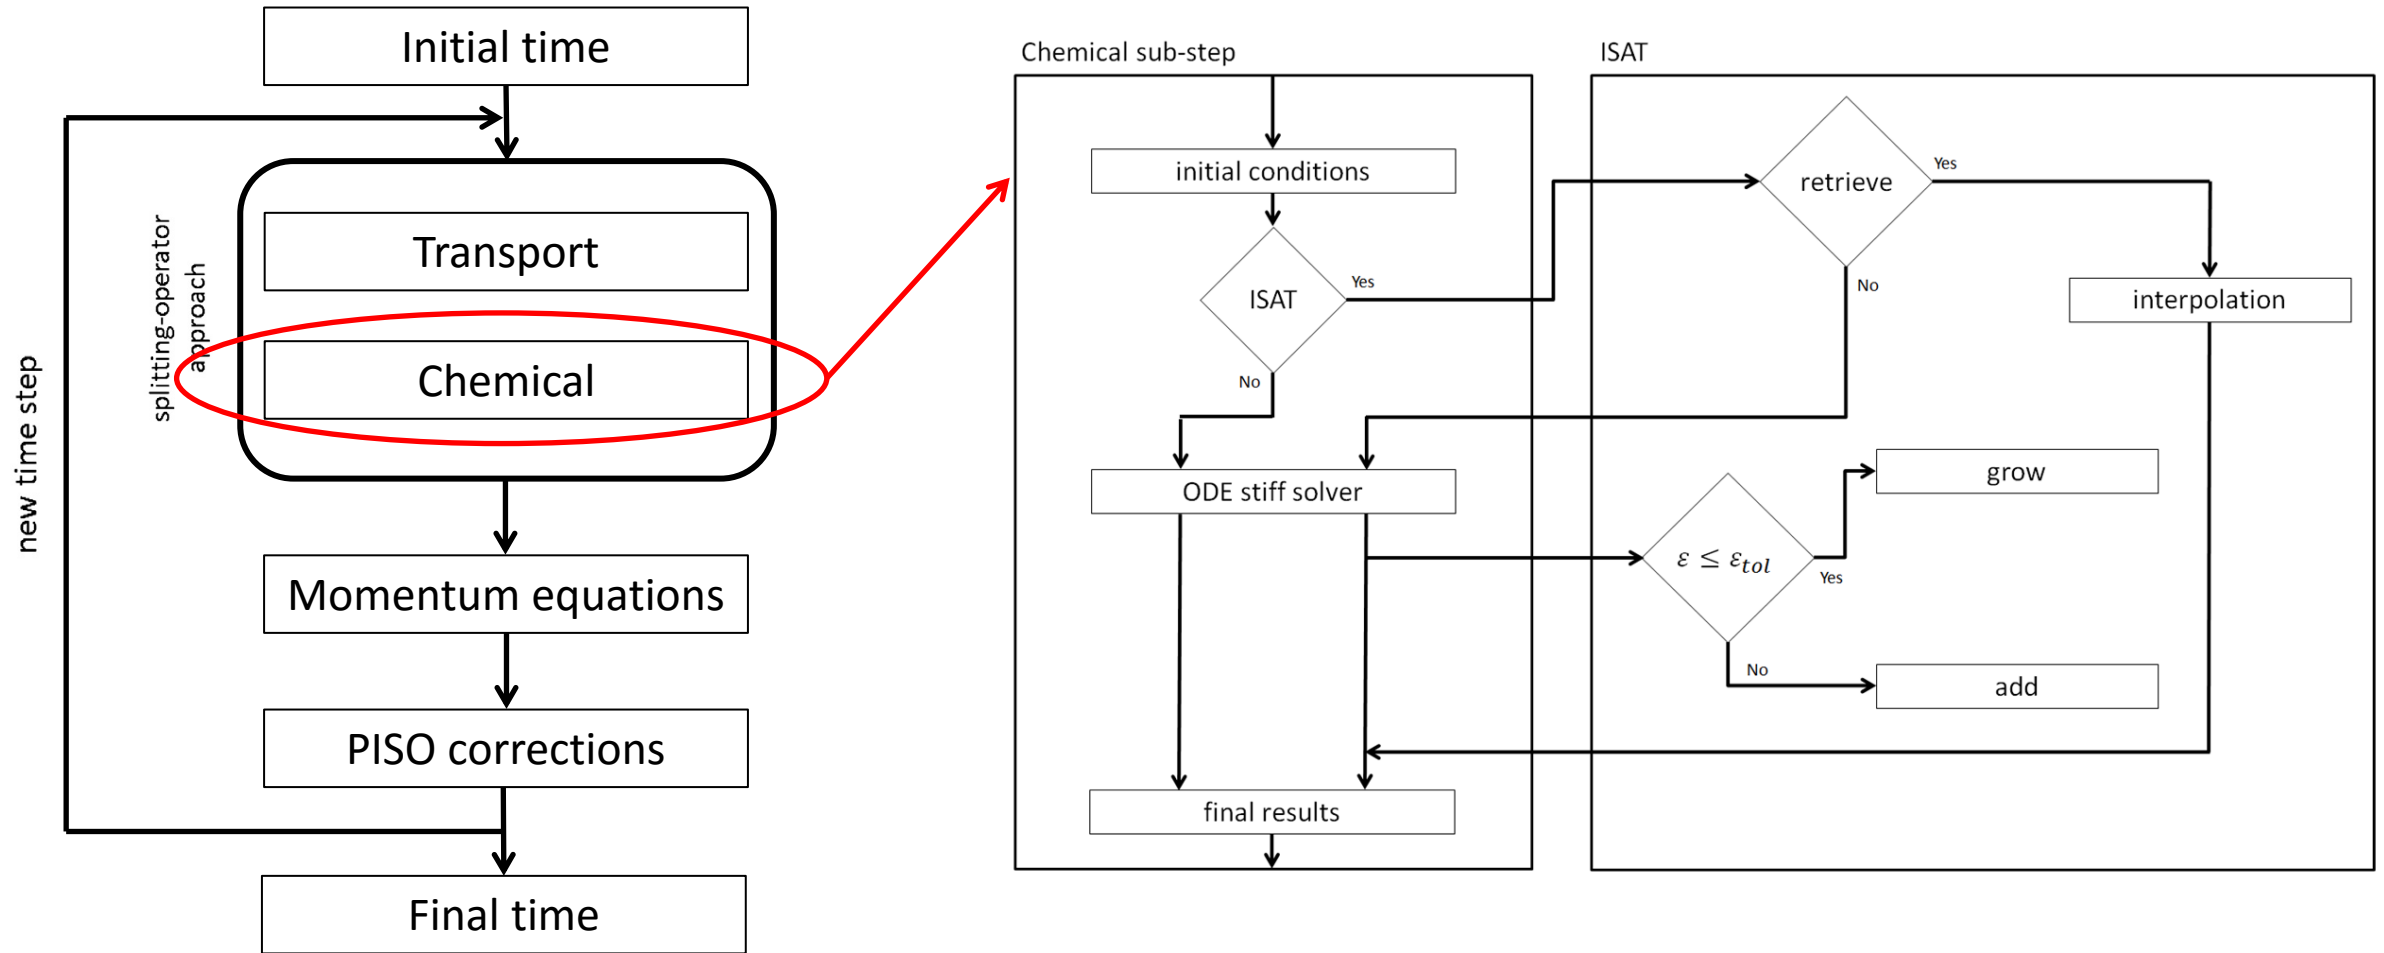 Initial time
new time step
splitting-operator
approach
Transport
Chemical
Momentum equations
PISO corrections
Final time
Chemical sub-step
initial conditions
ISAT
Yes
No
ODE stiff solver
final results
ISAT
retrieve
Yes
No
interpolation
ε ≤ ε_tol
Yes
No
grow
add